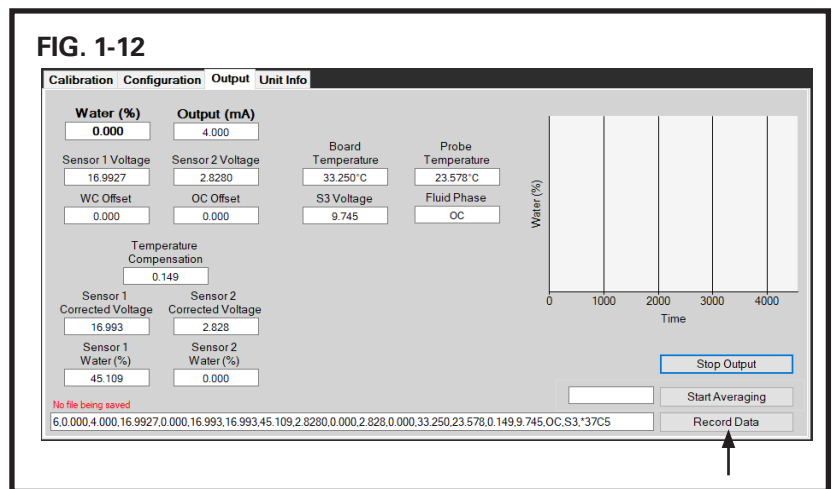 FIG. 1-12
Calibration Configuration Output Unit Info
Water (%) Output (mA)
0.000 4.000
Sensor 1 Voltage Sensor 2 Voltage
16.9927 2.8280
WC Offset OC Offset
0.000 0.000
Board Temperature Probe Temperature
33.250°C 23.578°C
S3 Voltage Fluid Phase
9.745 OC
Temperature
Compensation
0.149
Sensor 1 Sensor 2
Corrected Voltage Corrected Voltage
16.993 2.828
Sensor 1 Sensor 2
Water (%) Water (%)
45.109 0.000
Water (%)
0 1000 2000 3000 4000
Time
Stop Output
Start Averaging
No file being saved
6,0.000,4.000,16.9927,0.000,16.993,16.993,45.109,2.8280,0.000,2.828,0.000,33.250,23.578,0.149,9.745,OC,S3,*37C5
Record Data